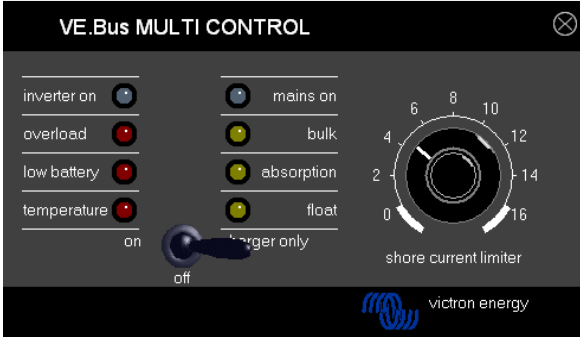 VE.Bus MULTI CONTROL
inverter on
overload
low battery
temperature
mains on
bulk
absorption
float
on
off
harger only
0
2
4
6
8
10
12
14
16
shore current limiter
victron energy